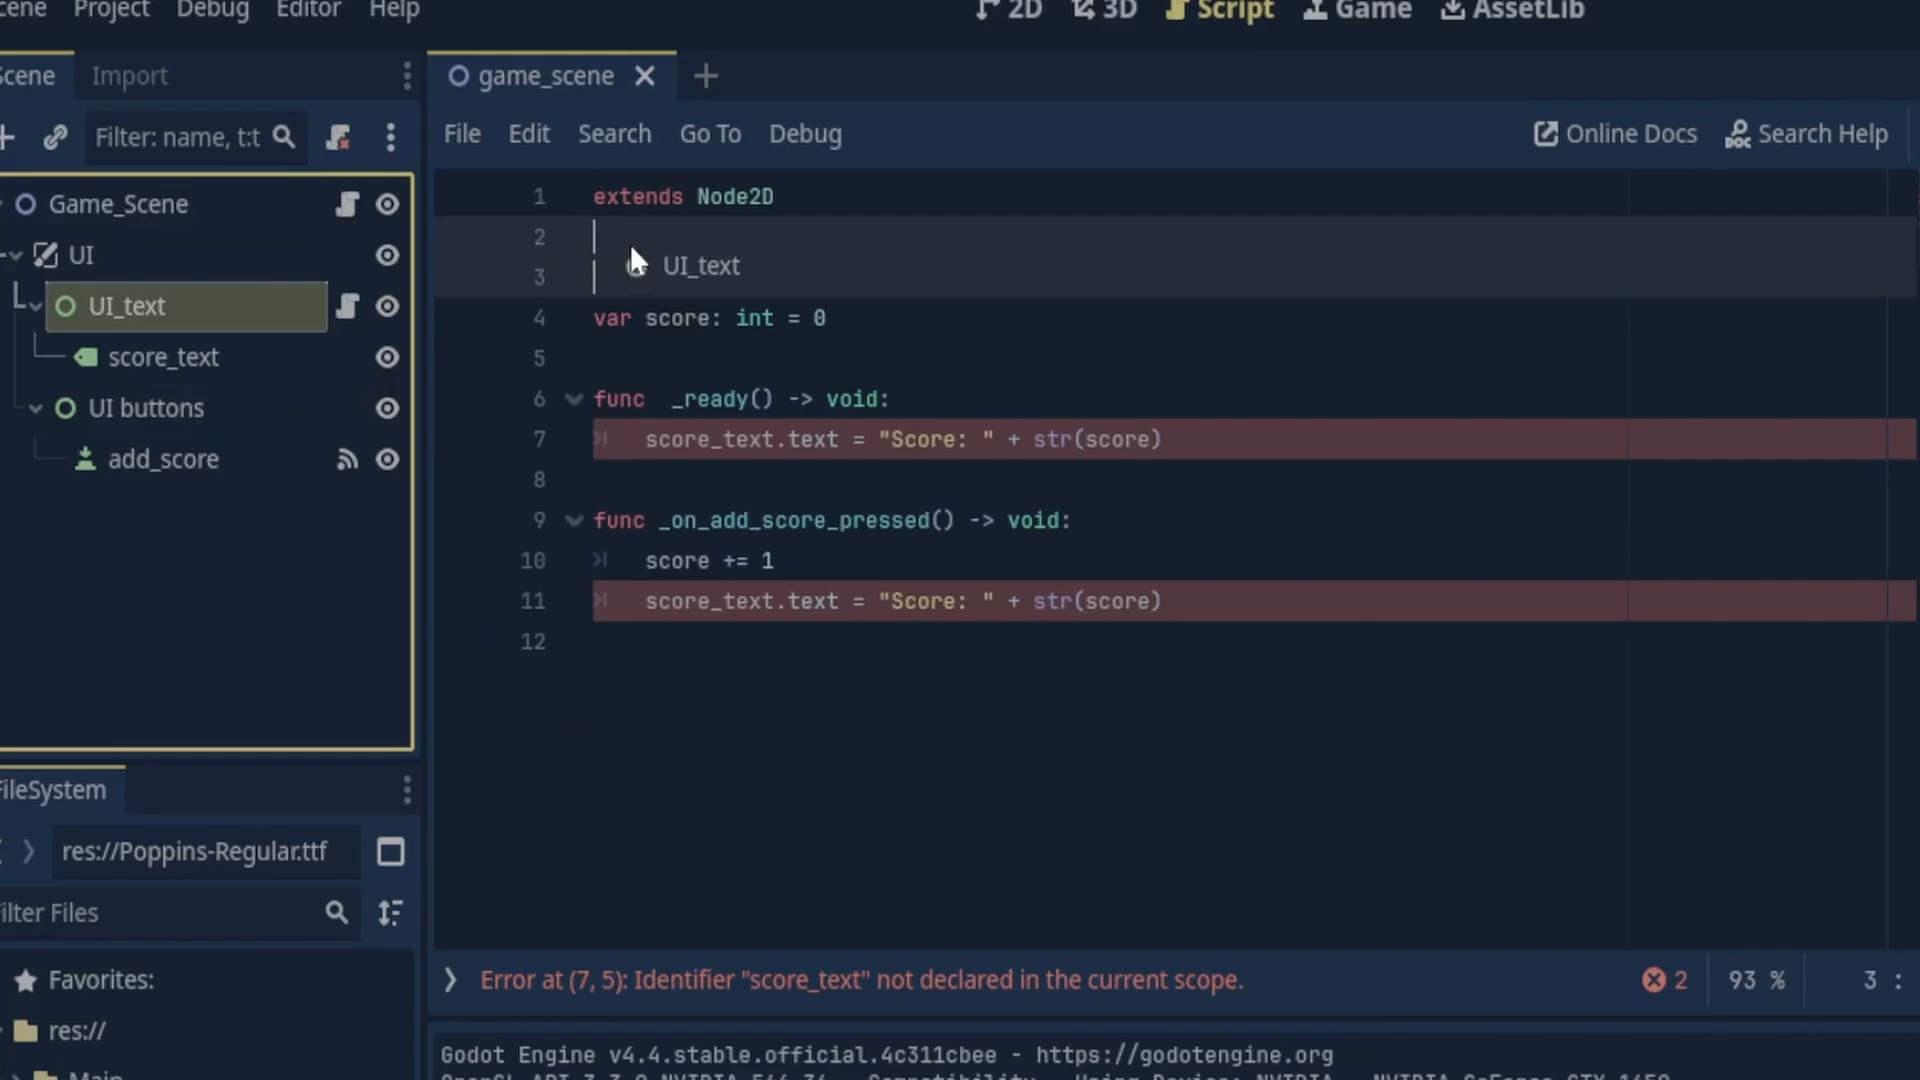 cene Project Debug Editor Help 2D 3D Script Game AssetLib
Scene Import game_scene
Filter: name, t:t File Edit Search Go To Debug Online Docs Search Help
Game_Scene
UI
UI_text
score_text
UI buttons
add_score
1 extends Node2D
2
UI_text
3
4 var score: int = 0
5
6 func _ready() -> void:
7 score_text.text = "Score: " + str(score)
8
9 func _on_add_score_pressed() -> void:
10 score += 1
11 score_text.text = "Score: " + str(score)
12
FileSystem
res://Poppins-Regular.ttf
Filter Files
Favorites:
res://
Main
Error at (7, 5): Identifier "score_text" not declared in the current scope. 2 93 % 3 :
Godot Engine v4.4.stable.official.4c311cbee - https://godotengine.org